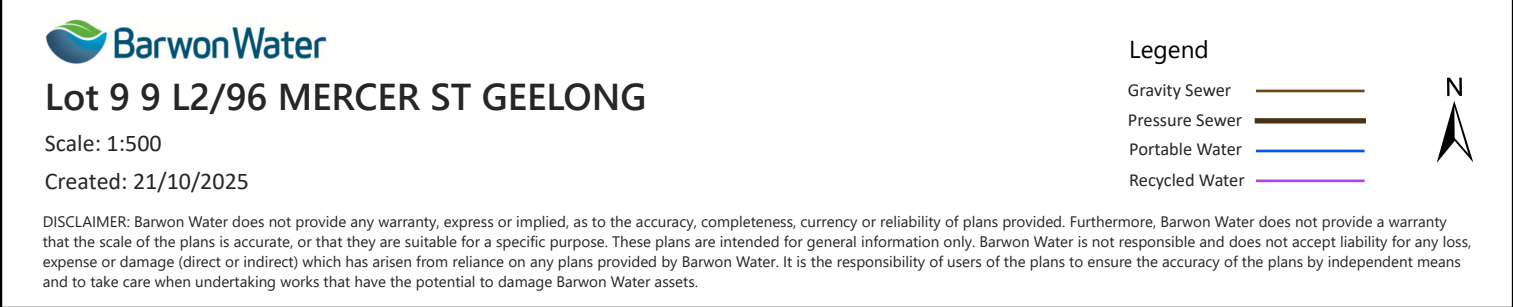 BarwonWater
Lot 9 9 L2/96 MERCER ST GEELONG
Scale: 1:500
Created: 21/10/2025
Legend
Gravity Sewer
Pressure Sewer
Portable Water
Recycled Water
N
DISCLAIMER: Barwon Water does not provide any warranty, express or implied, as to the accuracy, completeness, currency or reliability of plans provided. Furthermore, Barwon Water does not provide a warranty
that the scale of the plans is accurate, or that they are suitable for a specific purpose. These plans are intended for general information only. Barwon Water is not responsible and does not accept liability for any loss,
expense or damage (direct or indirect) which has arisen from reliance on any plans provided by Barwon Water. It is the responsibility of users of the plans to ensure the accuracy of the plans by independent means
and to take care when undertaking works that have the potential to damage Barwon Water assets.